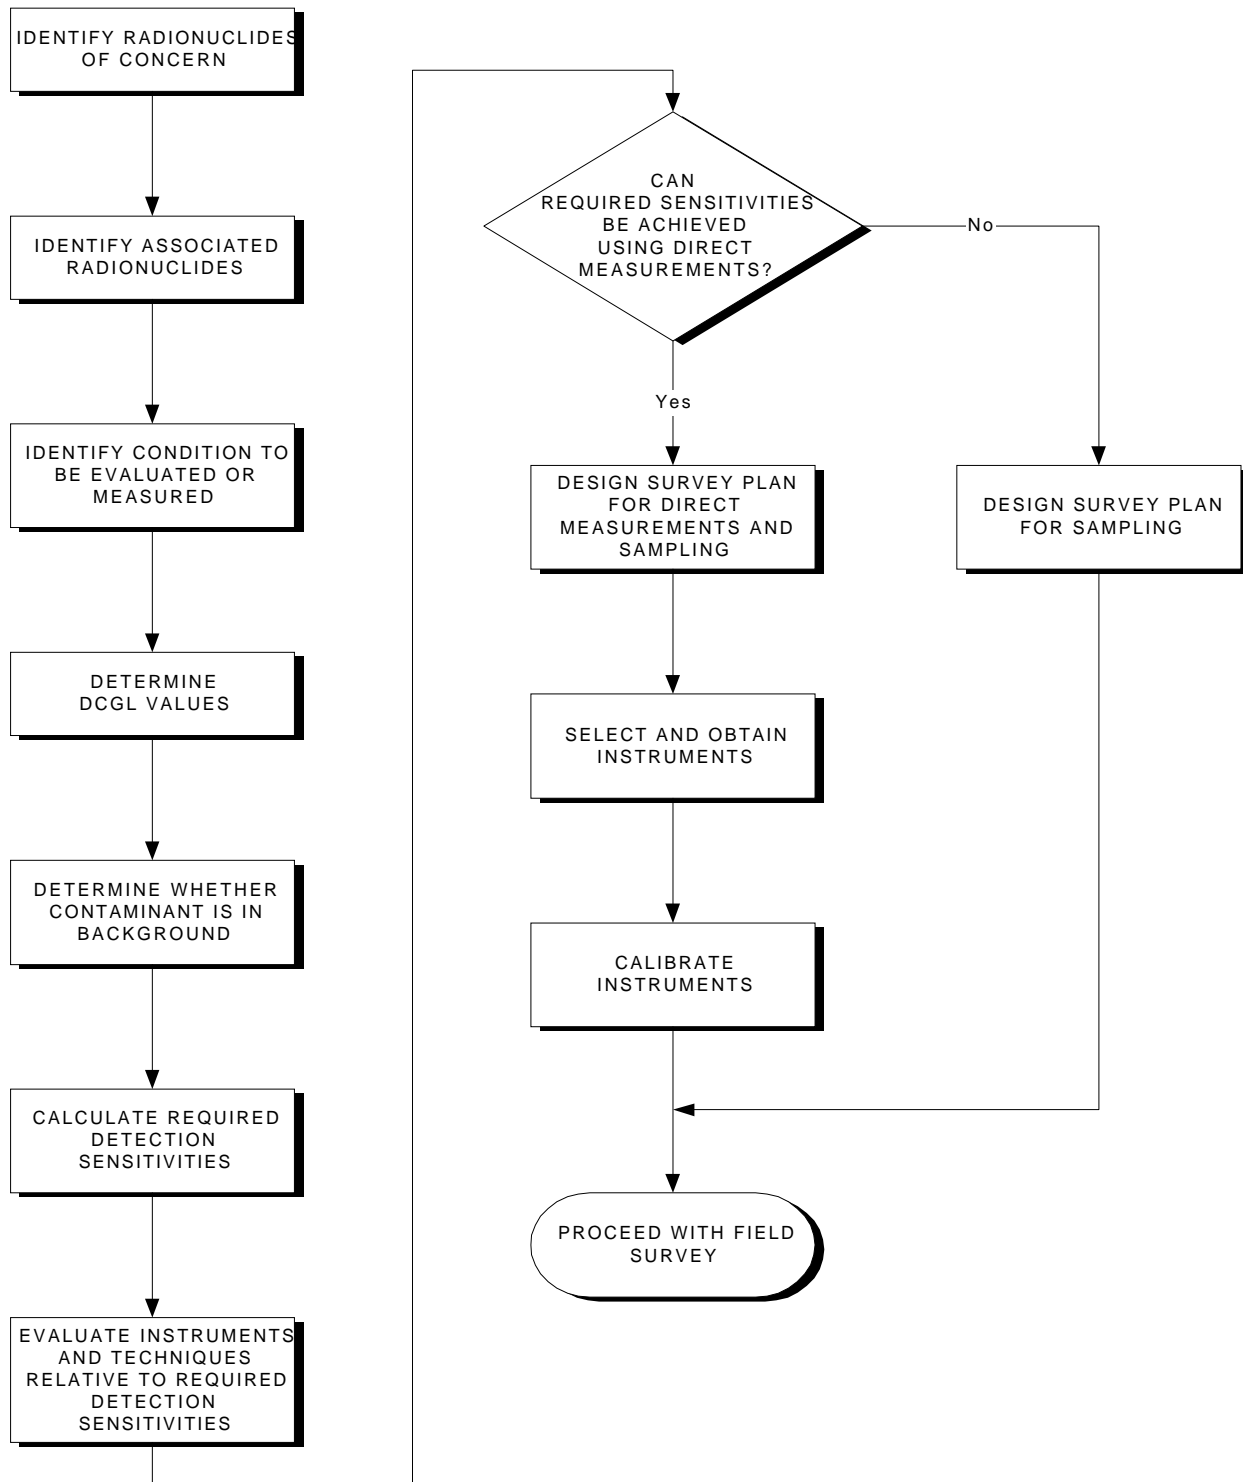 IDENTIFY RADIONUCLIDES
OF CONCERN
IDENTIFY ASSOCIATED
RADIONUCLIDES
IDENTIFY CONDITION TO
BE EVALUATED OR
MEASURED
DETERMINE
DCGL VALUES
DETERMINE WHETHER
CONTAMINANT IS IN
BACKGROUND
CALCULATE REQUIRED
DETECTION
SENSITIVITIES
EVALUATE INSTRUMENTS
AND TECHNIQUES
RELATIVE TO REQUIRED
DETECTION
SENSITIVITIES
CAN
REQUIRED SENSITIVITIES
BE ACHIEVED
USING DIRECT
MEASUREMENTS?
No
Yes
DESIGN SURVEY PLAN
FOR DIRECT
MEASUREMENTS AND
SAMPLING
DESIGN SURVEY PLAN
FOR SAMPLING
SELECT AND OBTAIN
INSTRUMENTS
CALIBRATE
INSTRUMENTS
PROCEED WITH FIELD
SURVEY